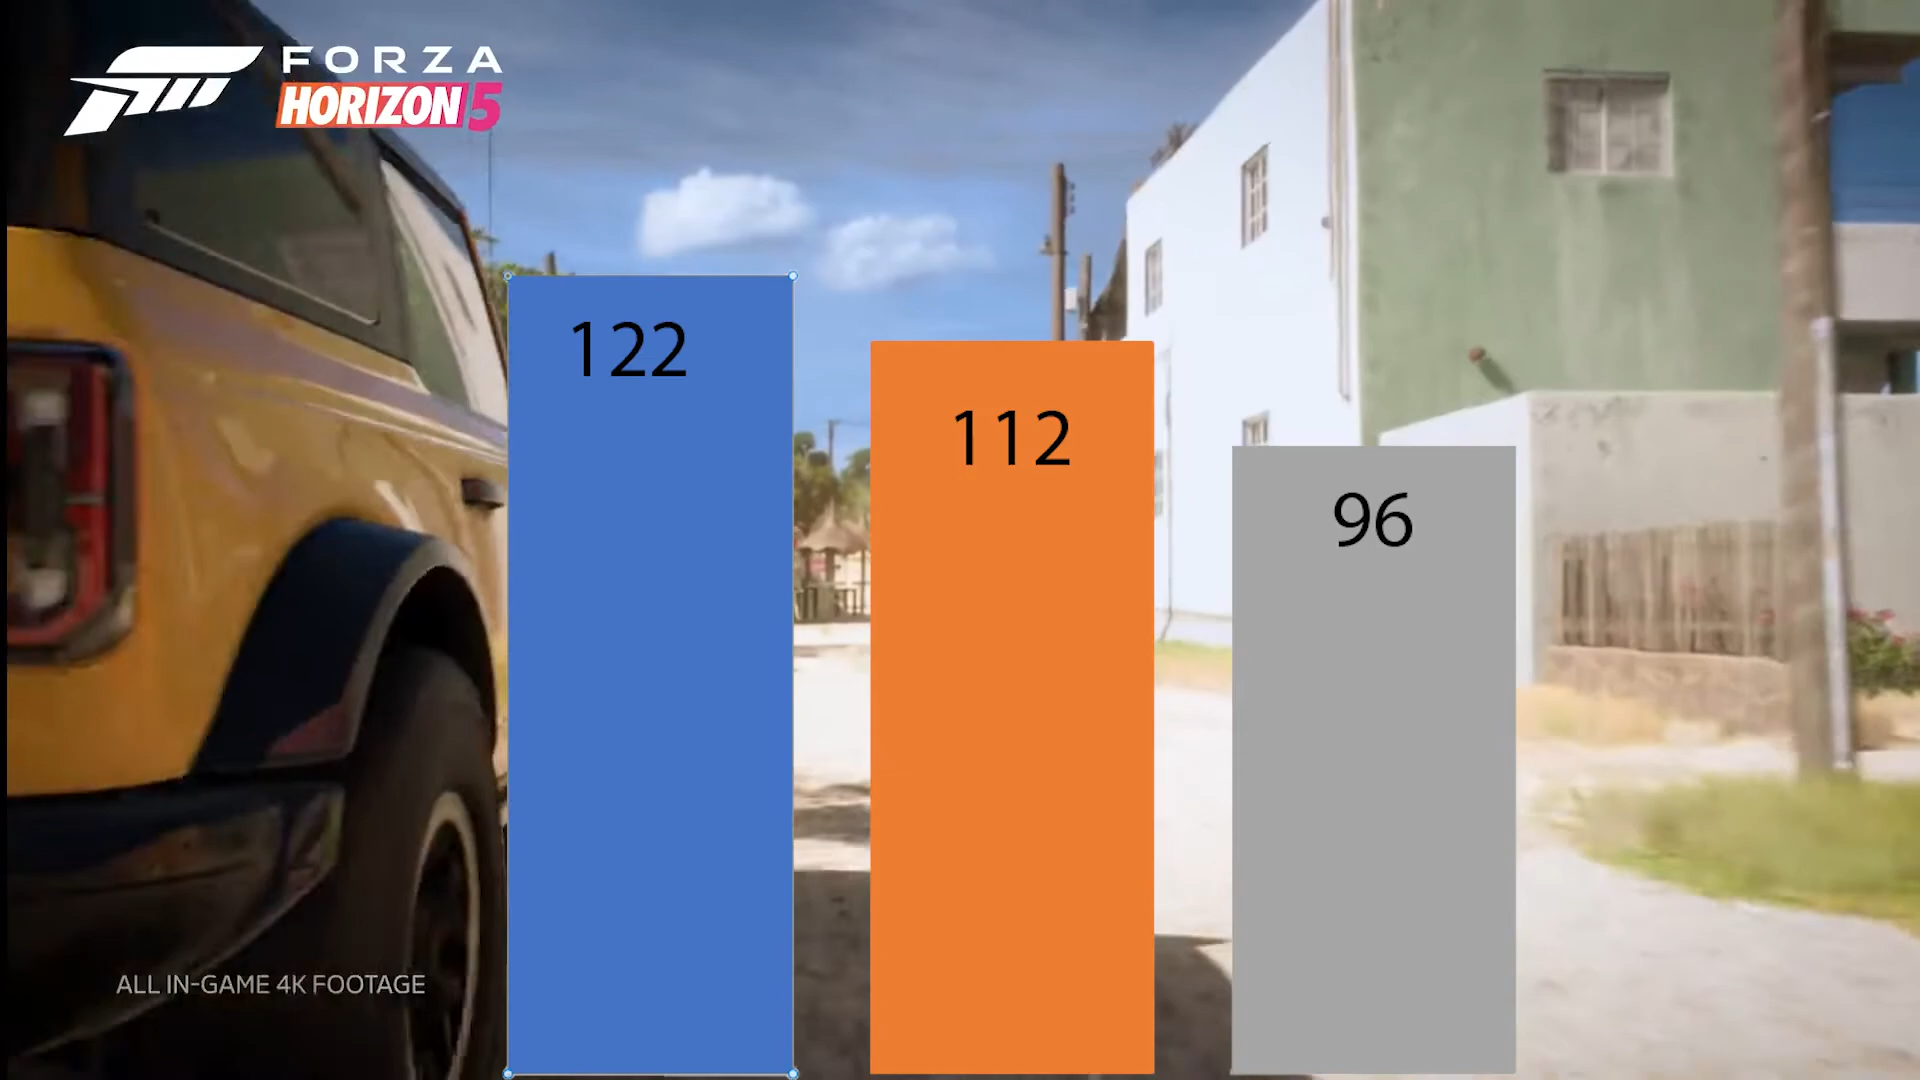 FORZA
HORIZON 5
122
112
96
ALL IN-GAME 4K FOOTAGE